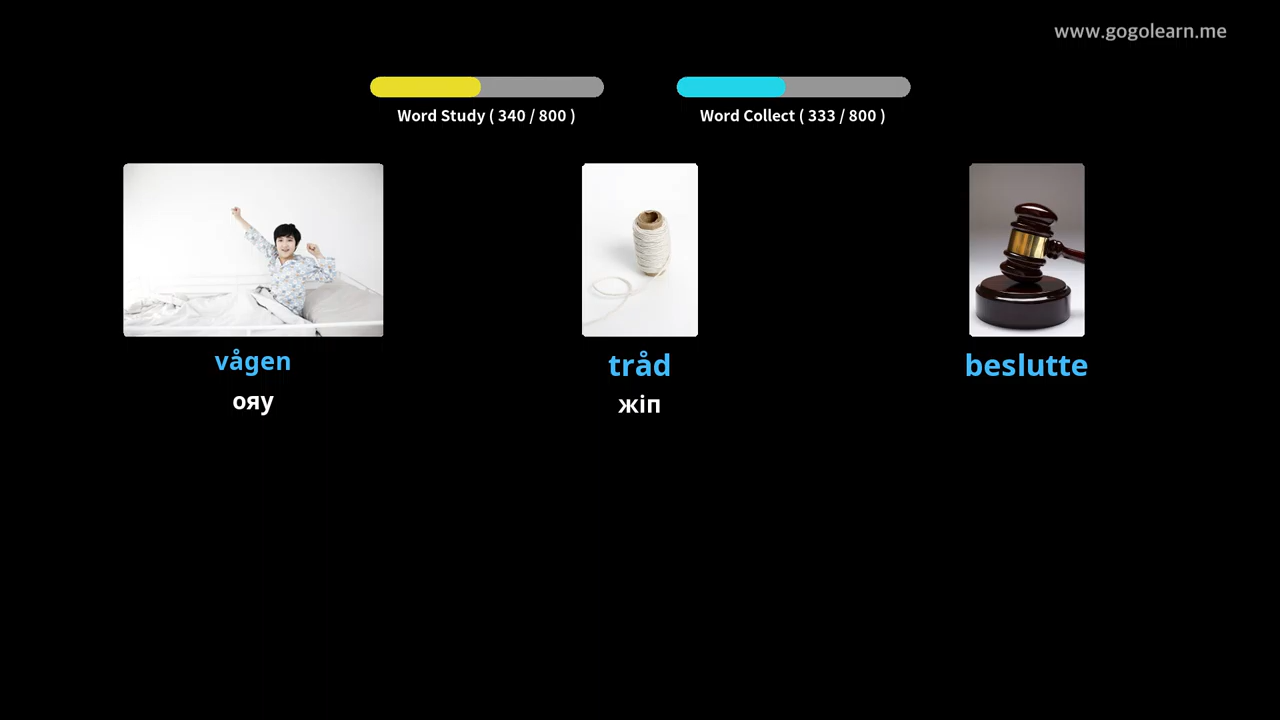 www.gogolearn.me
Word Study ( 340 / 800 )
Word Collect ( 333 / 800 )
vågen
ояу
tråd
жіп
beslutte